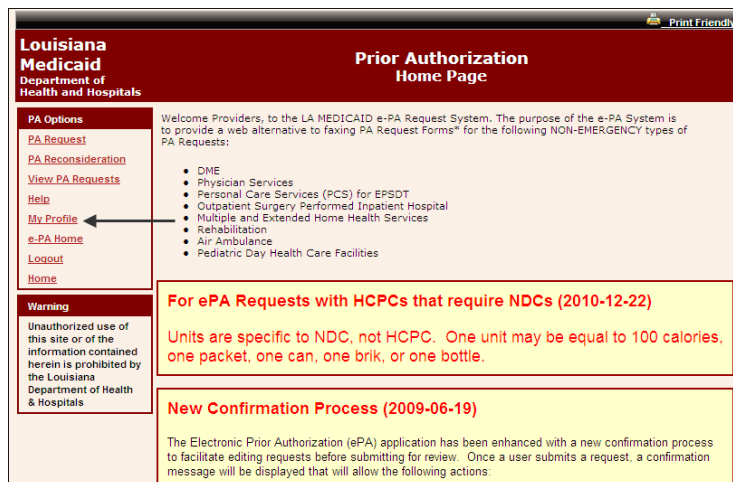 Print Friendly
Louisiana
Medicaid
Department of
Health and Hospitals
Prior Authorization
Home Page
PA Options
PA Request
PA Reconsideration
View PA Requests
Help
My Profile
e-PA Home
Logout
Home
Warning
Unauthorized use of
this site or of the
information contained
herein is prohibited by
the Louisiana
Department of Health
& Hospitals
Welcome Providers, to the LA MEDICAID e-PA Request System. The purpose of the e-PA System is
to provide a web alternative to faxing PA Request Forms* for the following NON-EMERGENCY types of
PA Requests:
• DME
• Physician Services
• Personal Care Services (PCS) for EPSDT
• Outpatient Surgery Performed Inpatient Hospital
• Multiple and Extended Home Health Services
• Rehabilitation
• Air Ambulance
• Pediatric Day Health Care Facilities
For ePA Requests with HCPCs that require NDCs (2010-12-22)
Units are specific to NDC, not HCPC.  One unit may be equal to 100 calories,
one packet, one can, one brik, or one bottle.
New Confirmation Process (2009-06-19)
The Electronic Prior Authorization (ePA) application has been enhanced with a new confirmation process
to facilitate editing requests before submitting for review.  Once a user submits a request, a confirmation
message will be displayed that will allow the following actions: